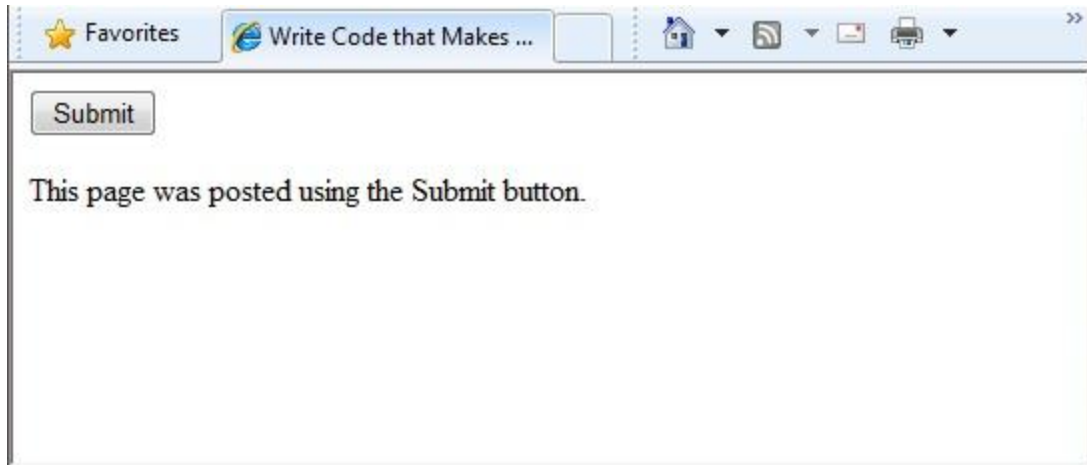 Favorites
Write Code that Makes ...
Submit
This page was posted using the Submit button.